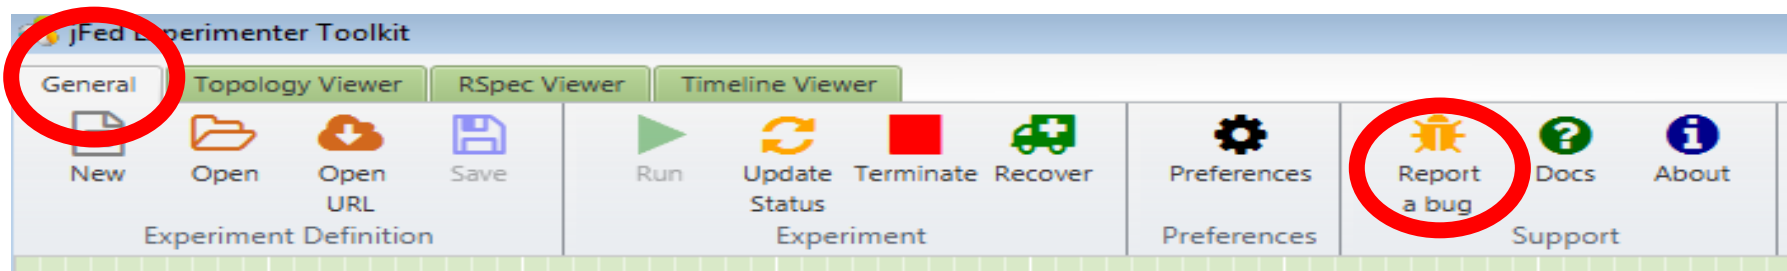 jFed Experimenter Toolkit
General Topology Viewer RSpec Viewer Timeline Viewer
New Open Open URL Save Run Update Status Terminate Recover Preferences Report a bug Docs About
Experiment Definition Experiment Preferences Support